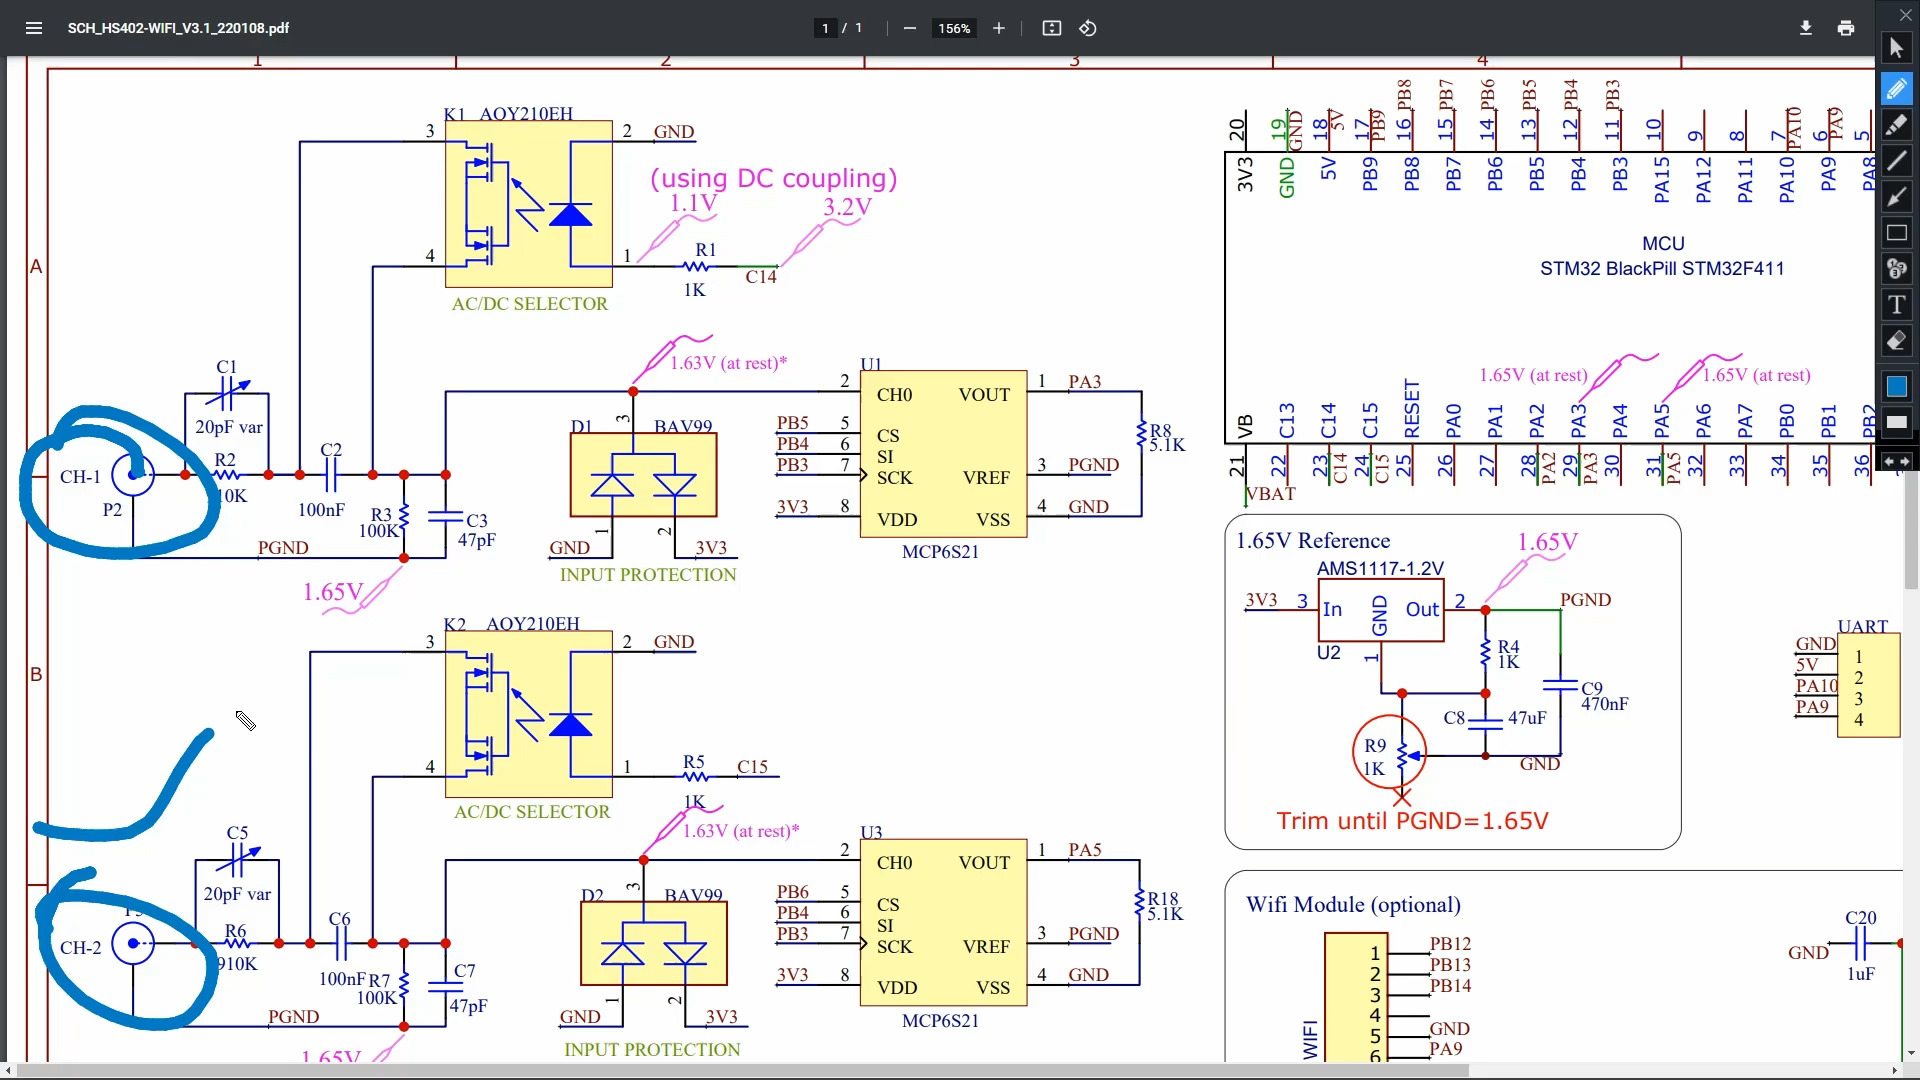 SCH_HS402-WIFI_V3.1_220108.pdf
1 / 1
156%
1 2 3 4
K1 AQY210EH
3 2 GND
(using DC coupling)
1.1V 3.2V
4 1 R1
1K C14
AC/DC SELECTOR
20 19 18 17 16 15 14 13 12 11 10 9 8 7 6 5
GND 5V PB9 PB8 PB7 PB6 PB5 PB4 PB3 PA10 PA9
3V3 GND 5V PB9 PB8 PB7 PB6 PB5 PB4 PB3 PA15 PA12 PA11 PA10 PA9 PA8
MCU
STM32 BlackPill STM32F411
1.65V (at rest) 1.65V (at rest)
VB C13 C14 C15 RESET PA0 PA1 PA2 PA3 PA4 PA5 PA6 PA7 PB0 PB1 PB2
21 22 23 24 25 26 27 28 29 30 31 32 33 34 35 36
C14 C15 PA2 PA3 PA5
VBAT
A
C1
20pF var
CH-1
P2
R2
C2
100nF
R3
100K
C3
47pF
PGND
1.65V
1.63V (at rest)*
D1 BAV99
3
1 2
GND 3V3
INPUT PROTECTION
U1
2 CH0 VOUT 1 PA3
PB5 5 CS
PB4 6 SI
PB3 7 SCK VREF 3 PGND
3V3 8 VDD VSS 4 GND
MCP6S21
R8
5.1K
1.65V Reference
1.65V
AMS1117-1.2V
3V3 3 In GND Out 2 PGND
U2 1
R4
1K
C9
470nF
C8 47uF
R9
1K
GND
Trim until PGND=1.65V
UART
GND 1
5V 2
PA10 3
PA9 4
B
K2 AQY210EH
3 2 GND
4 1 R5 C15
1K
AC/DC SELECTOR
C5
20pF var
CH-2
R6
910K
C6
100nF
R7
100K
C7
47pF
PGND
1.65V
1.63V (at rest)*
D2 BAV99
3
1 2
GND 3V3
INPUT PROTECTION
U3
2 CH0 VOUT 1 PA5
PB6 5 CS
PB4 6 SI
PB3 7 SCK VREF 3 PGND
3V3 8 VDD VSS 4 GND
MCP6S21
R18
5.1K
Wifi Module (optional)
WIFI
1 PB12
2 PB13
3 PB14
4
5 GND
6 PA9
C20
GND
1uF
T